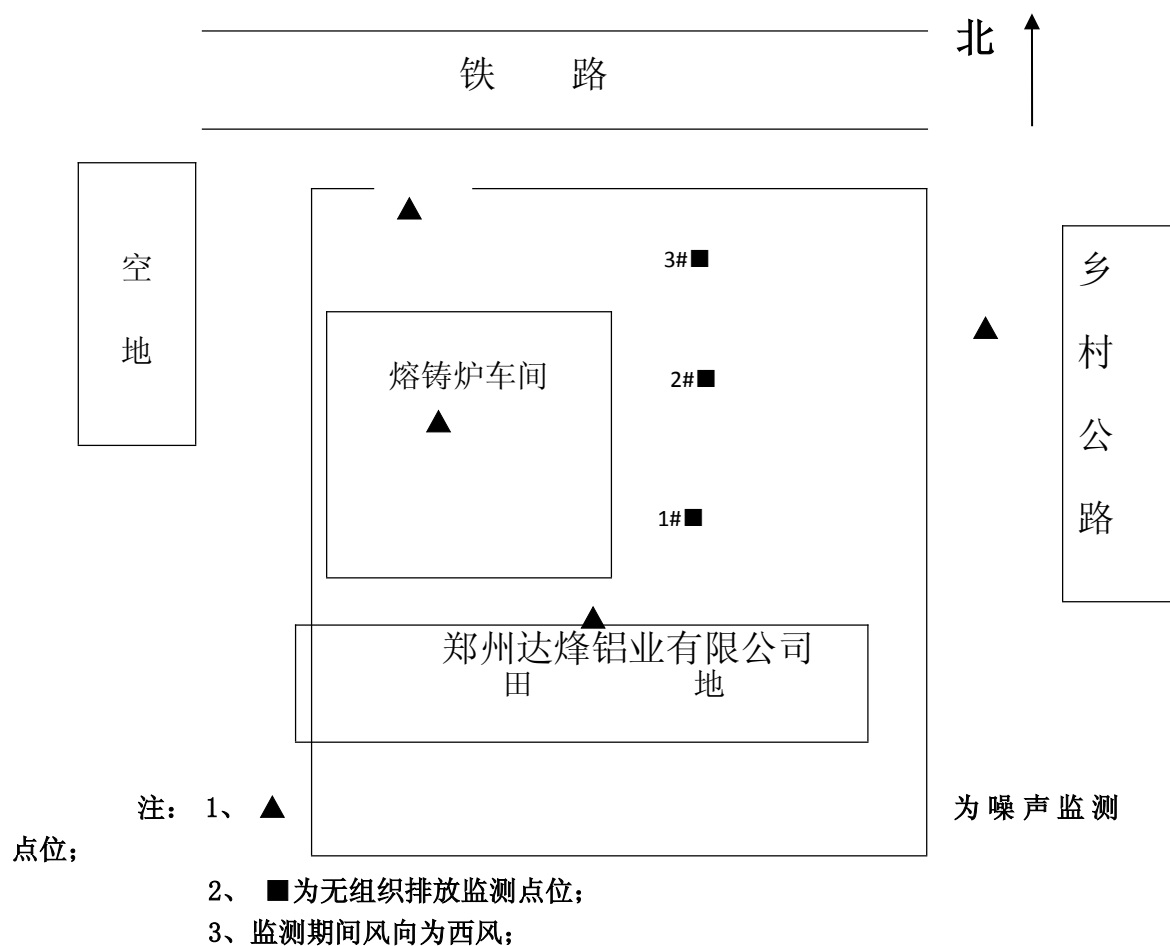 北
铁 路
空
地
3#■
乡
村
公
路
熔铸炉车间
2#■
1#■
郑州达烽铝业有限公司
田 地
注: 1、 ▲ 为噪声监测
点位;
2、 ■为无组织排放监测点位;
3、监测期间风向为西风;